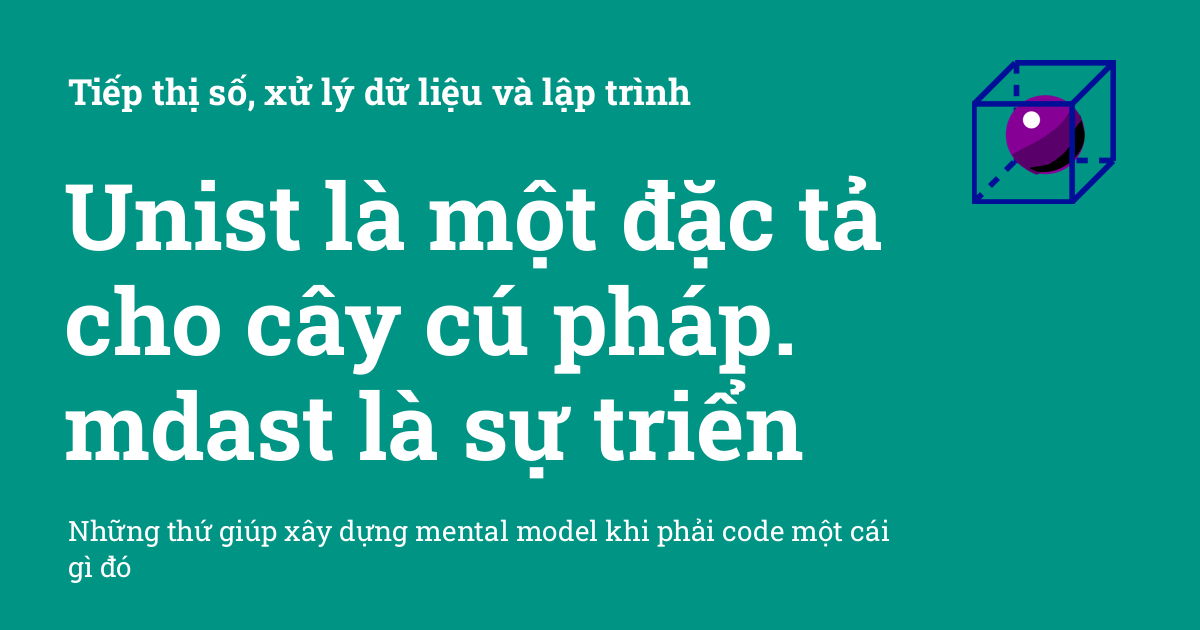 Tiếp thị số, xử lý dữ liệu và lập trình
Unist là một đặc tả
cho cây cú pháp.
mdast là sự triển
Những thứ giúp xây dựng mental model khi phải code một cái
gì đó